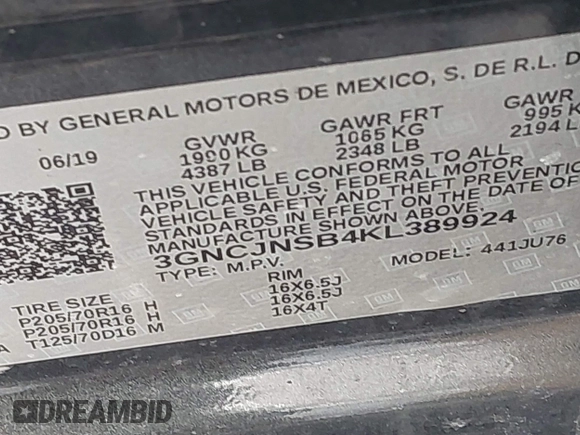 D BY GENERAL MOTORS DE MEXICO, S. DE R.L. D
06/19
GVWR
1990 KG
4387 LB
GAWR FRT
1065 KG
2348 LB
GAWR
995 K
2194 L
THIS VEHICLE CONFORMS TO ALL
APPLICABLE U.S. FEDERAL MOTOR
VEHICLE SAFETY AND THEFT PREVENTION
STANDARDS IN EFFECT ON THE DATE OF
MANUFACTURE SHOWN ABOVE
3GNCJNSB4KL389924
TYPE: M.P.V.
MODEL: 441JU76
TIRE SIZE
RIM
P205/70R16 H
16X6.5J
P205/70R16 H
16X6.5J
A
T125/70D16 M
16X4T
GM
DREAMBID